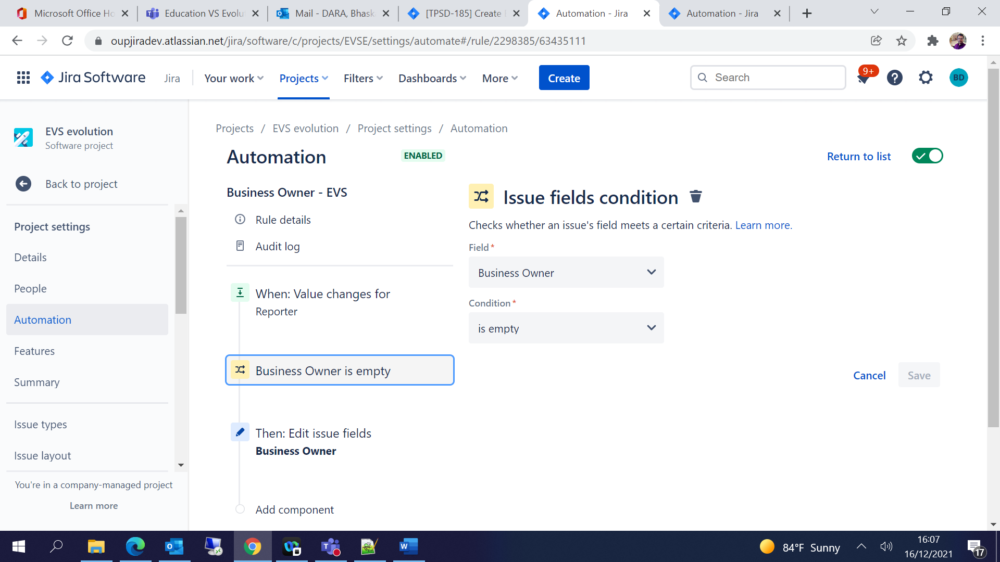 Microsoft Office Ho
Education VS Evolu
Mail - DARA, Bhask
[TPSD-185] Create
Automation - Jira
Automation - Jira
oupjiradev.atlassian.net/jira/software/c/projects/EVSE/settings/automate#/rule/2298385/63435111
Jira Software
Jira
Your work
Projects
Filters
Dashboards
More
Create
Search
9+
BD
EVS evolution
Software project
Back to project
Project settings
Details
People
Automation
Features
Summary
Issue types
Issue layout
You're in a company-managed project
Learn more
Projects / EVS evolution / Project settings / Automation
Automation
ENABLED
Return to list
Business Owner - EVS
Rule details
Audit log
When: Value changes for
Reporter
Business Owner is empty
Then: Edit issue fields
Business Owner
Add component
Issue fields condition
Checks whether an issue's field meets a certain criteria. Learn more.
Field *
Business Owner
Condition *
is empty
Cancel
Save
84°F Sunny
16:07
16/12/2021
17